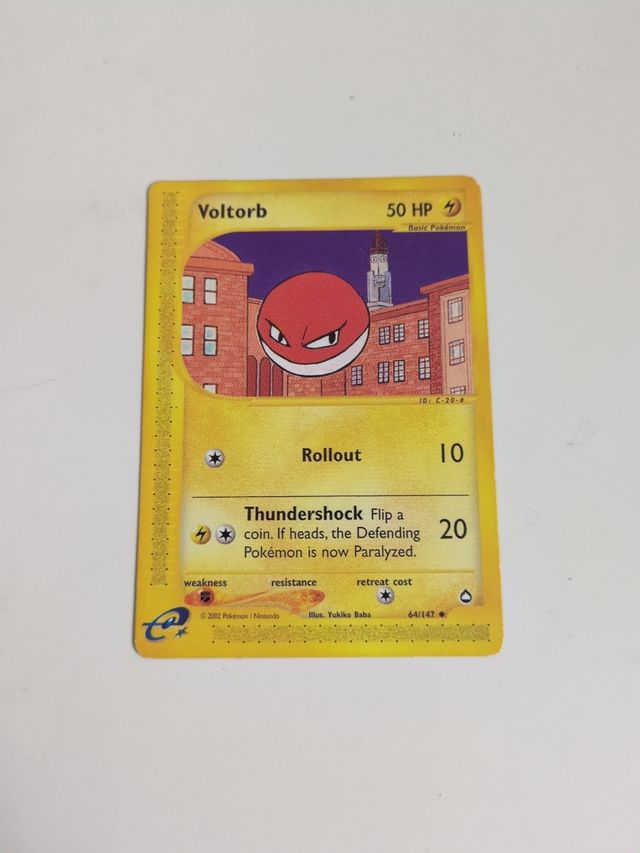 Voltorb 50 HP
Basic Pokémon
ID: C-20-#
Rollout 10
Thundershock Flip a
coin. If heads, the Defending 20
Pokémon is now Paralyzed.
weakness resistance retreat cost
© 2002 Pokémon / Nintendo Illus. Yukiko Baba 64/147
e